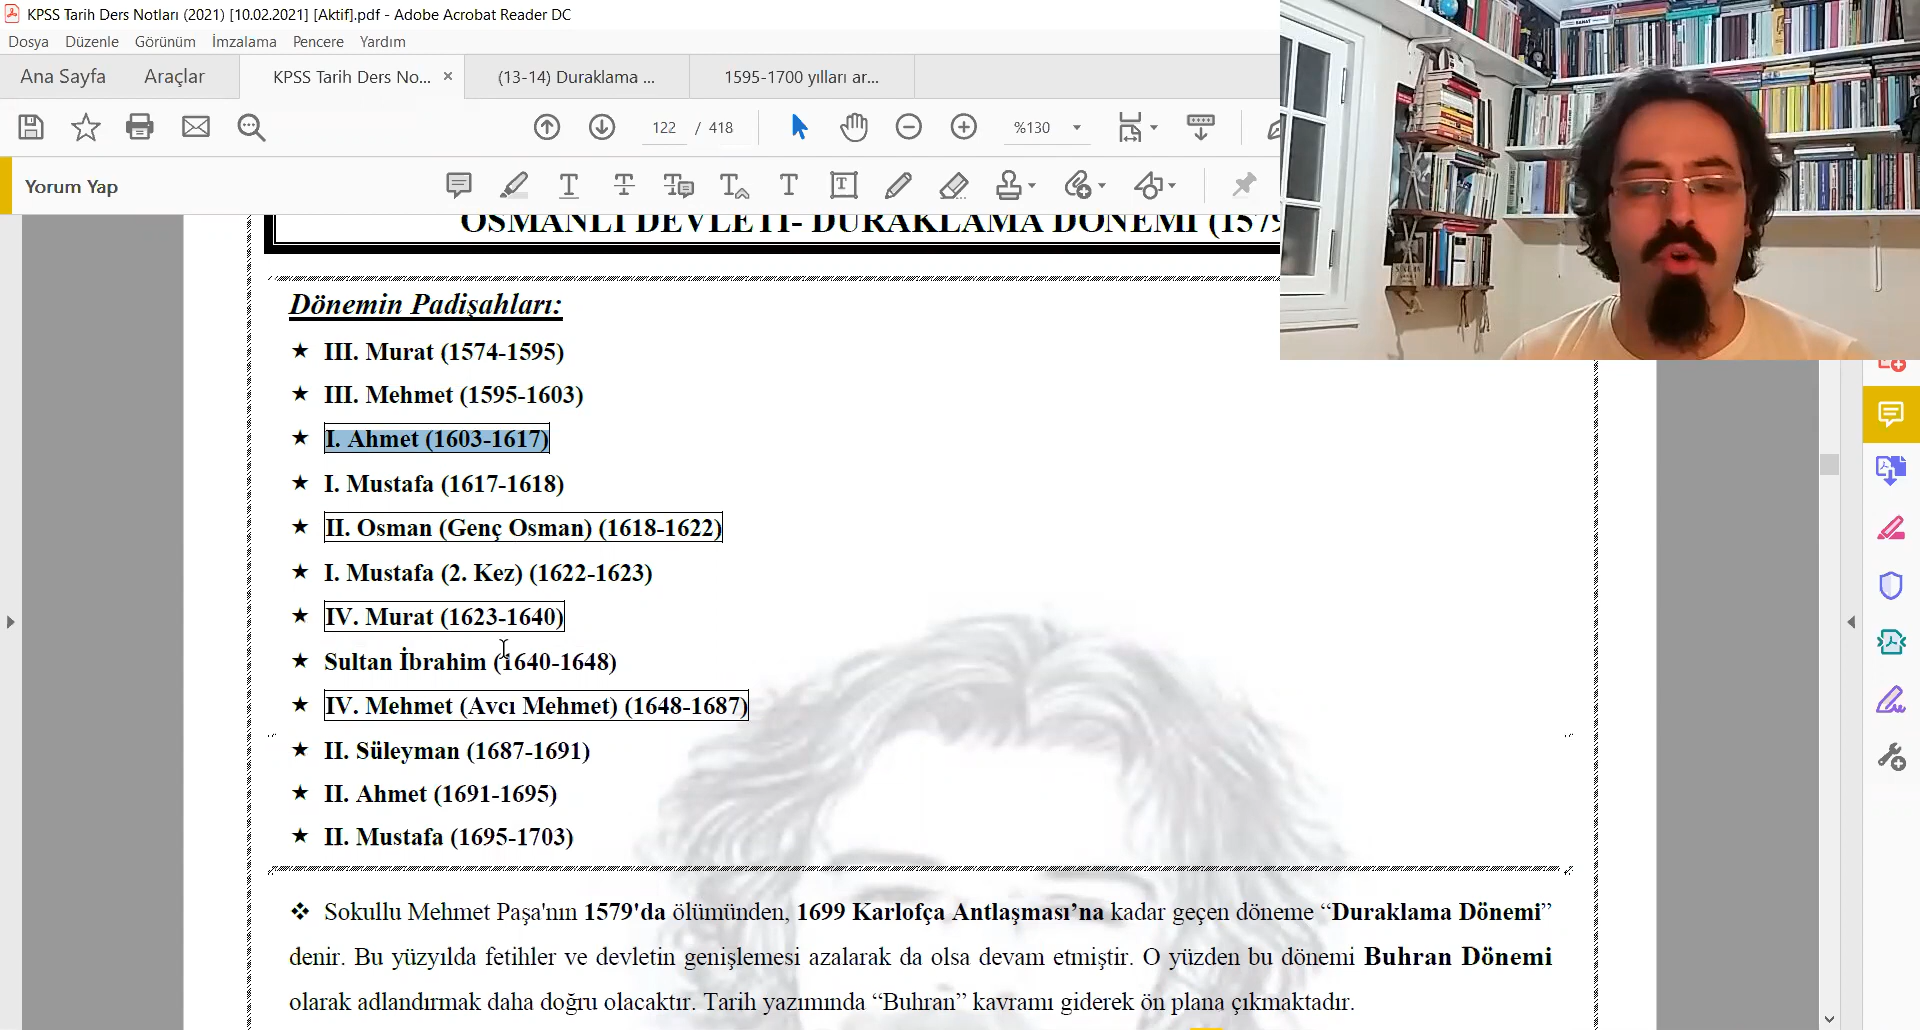 KPSS Tarih Ders Notları (2021) [10.02.2021] [Aktif].pdf - Adobe Acrobat Reader DC
Dosya Düzenle Görünüm İmzalama Pencere Yardım
Ana Sayfa Araçlar KPSS Tarih Ders No... × (13-14) Duraklama ... 1595-1700 yılları ar...
122 / 418 %130
Yorum Yap
OSMANLI DEVLETİ- DURAKLAMA DÖNEMİ (1579
Dönemin Padişahları:
★ III. Murat (1574-1595)
★ III. Mehmet (1595-1603)
★ I. Ahmet (1603-1617)
★ I. Mustafa (1617-1618)
★ II. Osman (Genç Osman) (1618-1622)
★ I. Mustafa (2. Kez) (1622-1623)
★ IV. Murat (1623-1640)
★ Sultan İbrahim (1640-1648)
★ IV. Mehmet (Avcı Mehmet) (1648-1687)
★ II. Süleyman (1687-1691)
★ II. Ahmet (1691-1695)
★ II. Mustafa (1695-1703)
❖ Sokullu Mehmet Paşa'nın 1579'da ölümünden, 1699 Karlofça Antlaşması’na kadar geçen döneme “Duraklama Dönemi”
denir. Bu yüzyılda fetihler ve devletin genişlemesi azalarak da olsa devam etmiştir. O yüzden bu dönemi Buhran Dönemi
olarak adlandırmak daha doğru olacaktır. Tarih yazımında “Buhran” kavramı giderek ön plana çıkmaktadır.